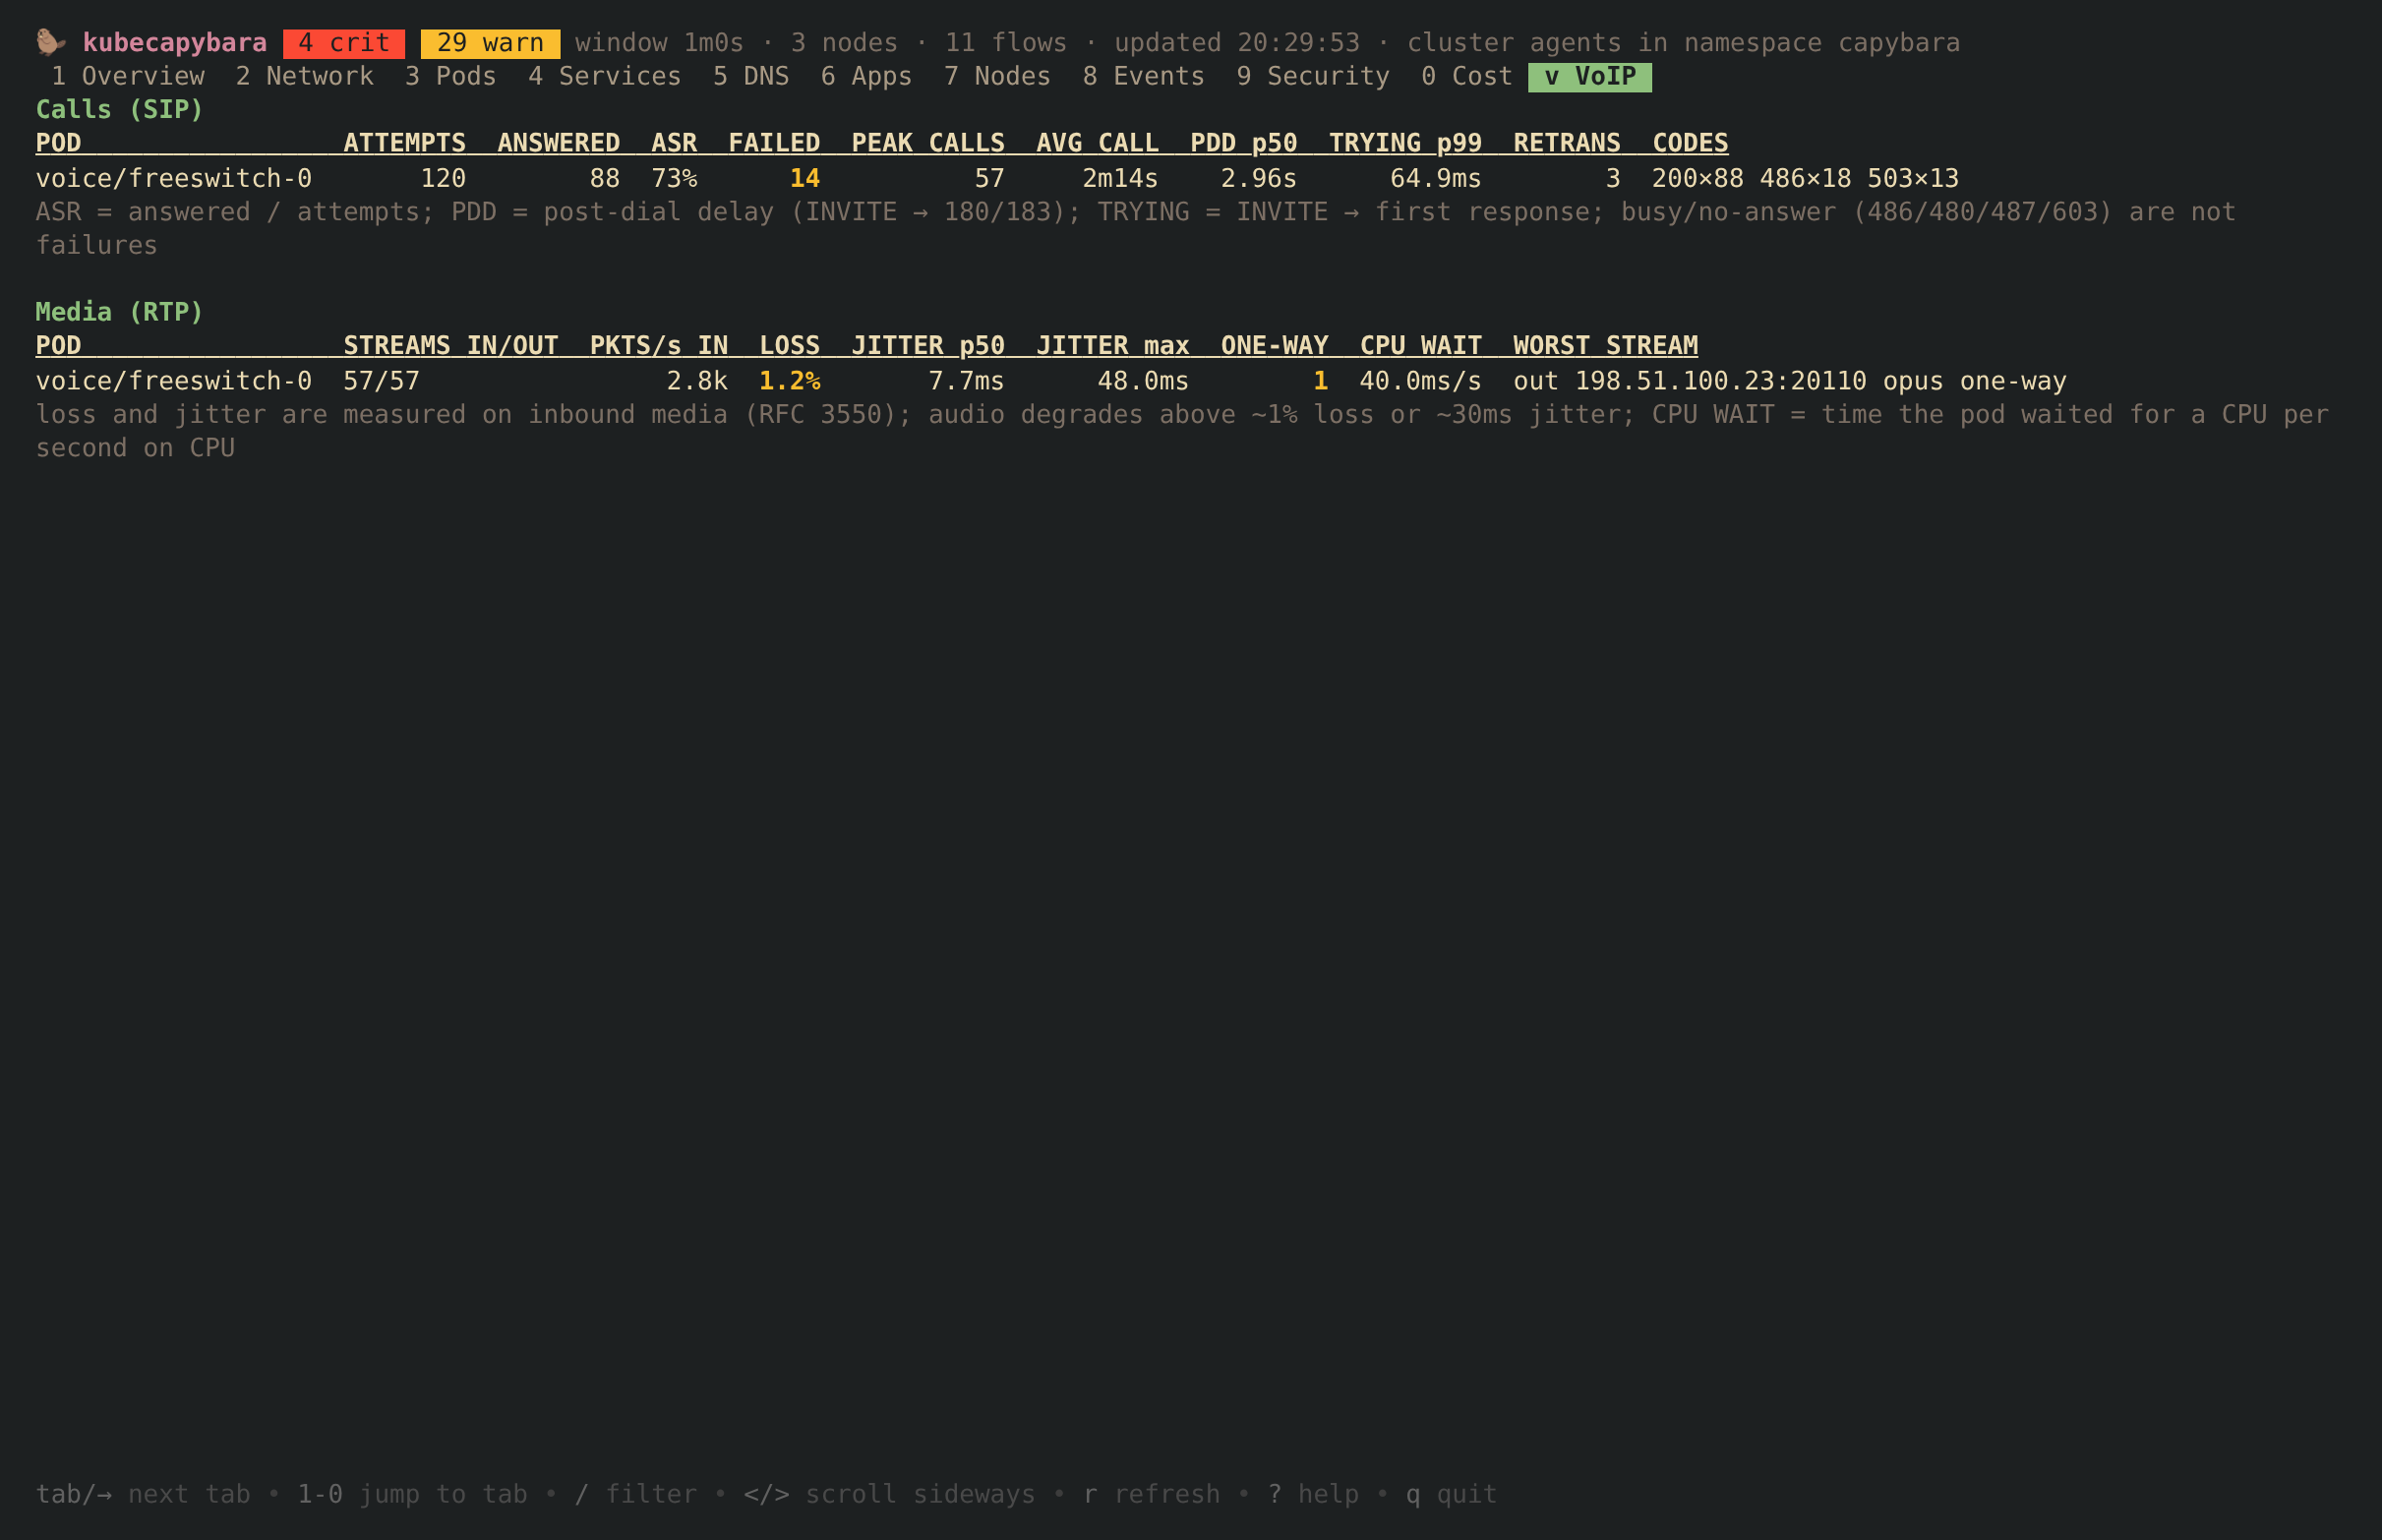 kubecapybara 4 crit 29 warn window 1m0s · 3 nodes · 11 flows · updated 20:29:53 · cluster agents in namespace capybara
1 Overview 2 Network 3 Pods 4 Services 5 DNS 6 Apps 7 Nodes 8 Events 9 Security 0 Cost v VoIP
Calls (SIP)
POD ATTEMPTS ANSWERED ASR FAILED PEAK CALLS AVG CALL PDD p50 TRYING p99 RETRANS CODES
voice/freeswitch-0 120 88 73% 14 57 2m14s 2.96s 64.9ms 3 200×88 486×18 503×13
ASR = answered / attempts; PDD = post-dial delay (INVITE → 180/183); TRYING = INVITE → first response; busy/no-answer (486/480/487/603) are not
failures
Media (RTP)
POD STREAMS IN/OUT PKTS/s IN LOSS JITTER p50 JITTER max ONE-WAY CPU WAIT WORST STREAM
voice/freeswitch-0 57/57 2.8k 1.2% 7.7ms 48.0ms 1 40.0ms/s out 198.51.100.23:20110 opus one-way
loss and jitter are measured on inbound media (RFC 3550); audio degrades above ~1% loss or ~30ms jitter; CPU WAIT = time the pod waited for a CPU per
second on CPU
tab/→ next tab • 1-0 jump to tab • / filter • </> scroll sideways • r refresh • ? help • q quit